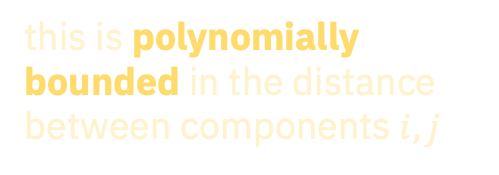 this is polynomially
bounded in the distance
between components i, j